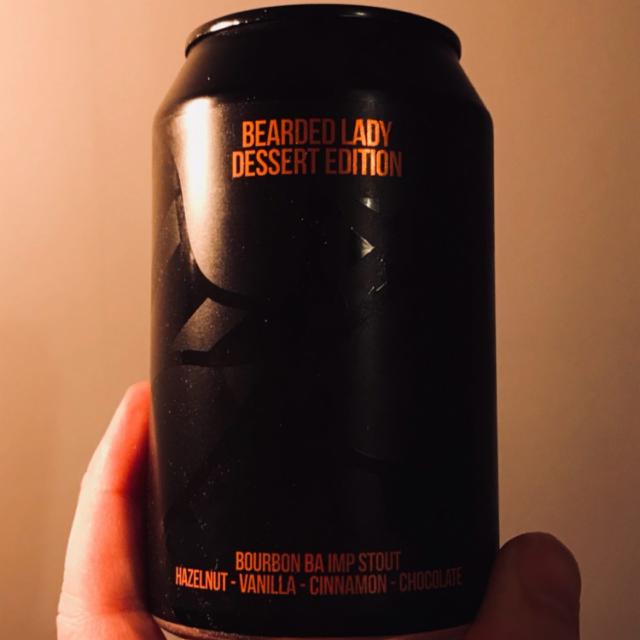 BEARDED LADY
DESSERT EDITION
BOURBON BA IMP STOUT
HAZELNUT - VANILLA - CINNAMON - CHOCOLATE